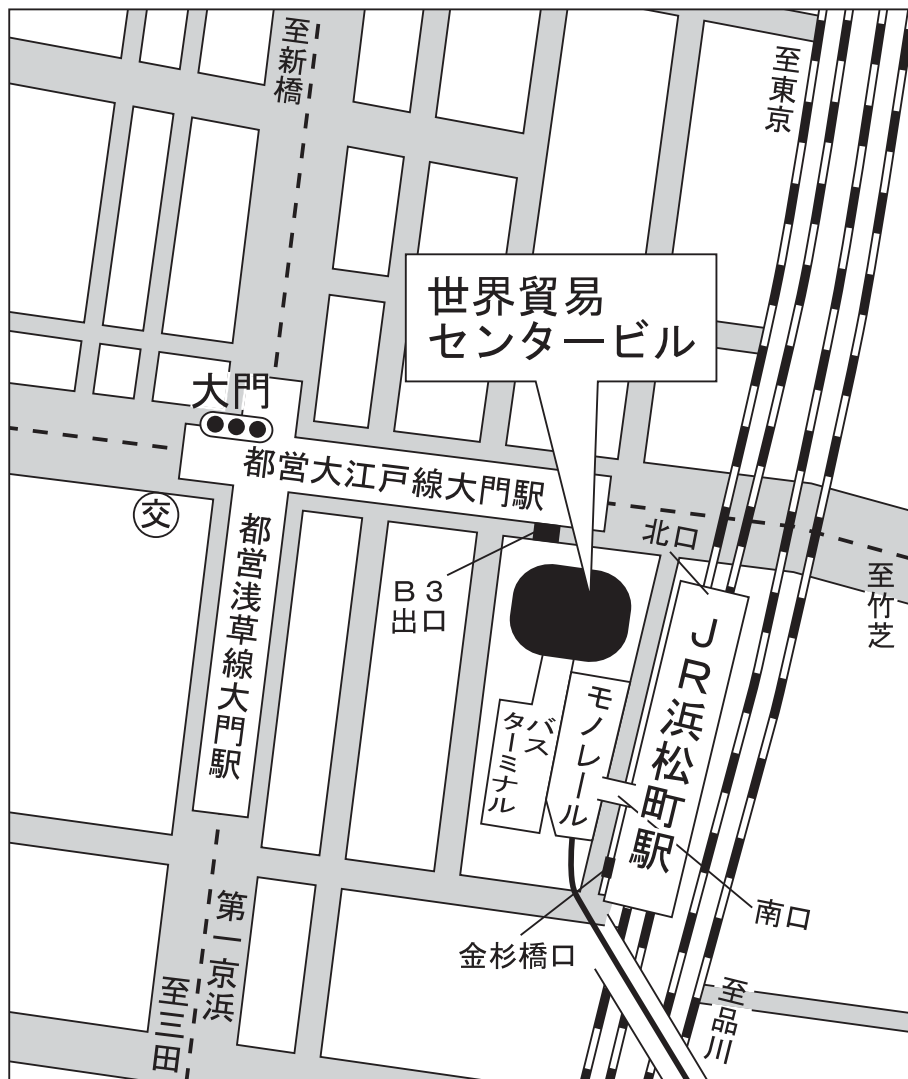 至新橋
至東京
世界貿易
センタービル
大門
都営大江戸線大門駅
交
都営浅草線大門駅
北口
至竹芝
B3
出口
JR浜松町駅
モノレール
バス
ターミナル
南口
金杉橋口
第一京浜
至三田
至品川